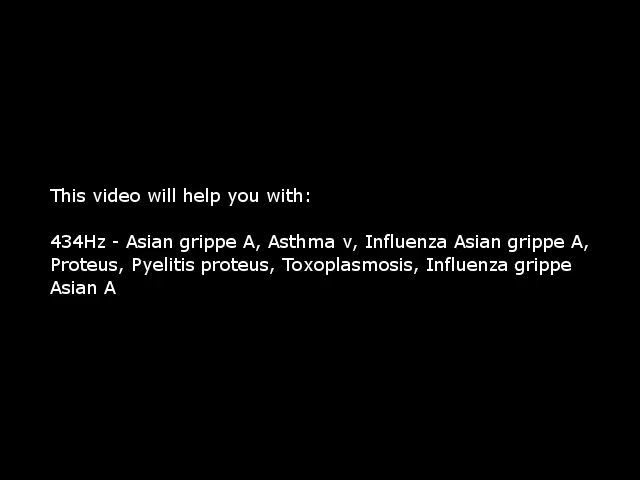 This video will help you with:
434Hz - Asian grippe A, Asthma v, Influenza Asian grippe A,
Proteus, Pyelitis proteus, Toxoplasmosis, Influenza grippe
Asian A